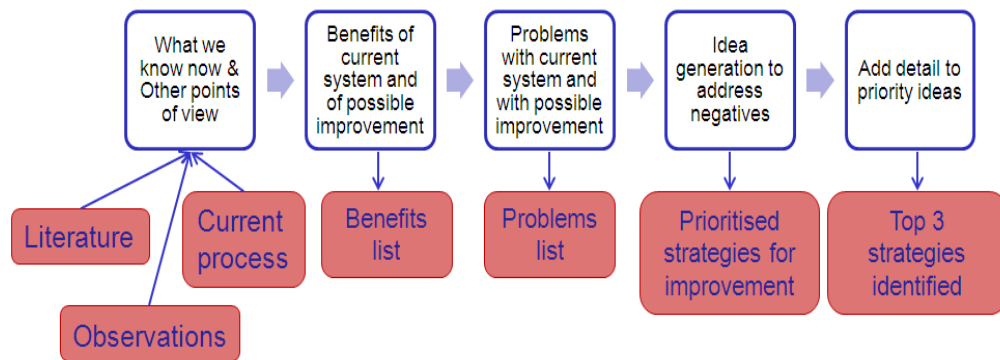 What we
know now &
Other points
of view
Benefits of
current
system and
of possible
improvement
Problems
with current
system and
with possible
improvement
Idea
generation to
address
negatives
Add detail to
priority ideas
Literature
Observations
Current
process
Benefits
list
Problems
list
Prioritised
strategies for
improvement
Top 3
strategies
identified